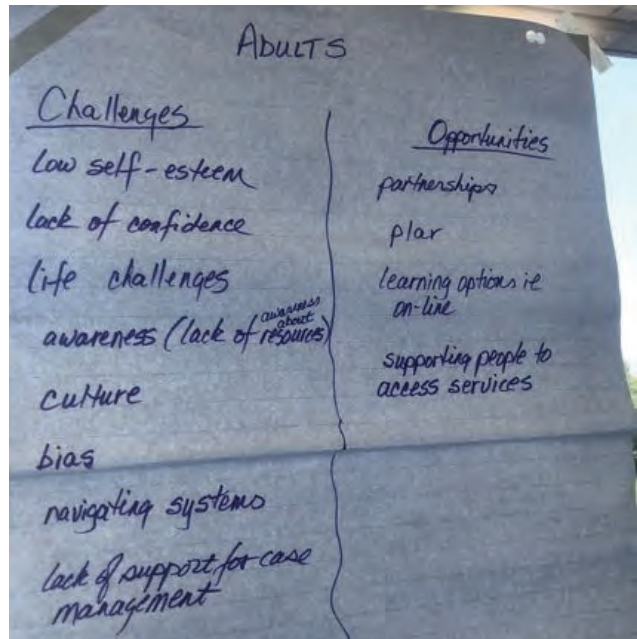 ADULTS
Challenges
low self-esteem
lack of confidence
life challenges
awareness (lack of awareness about resources)
culture
bias
navigating systems
lack of support for case
management
Opportunities
partnerships
plar
learning options ie
on-line
supporting people to
access services